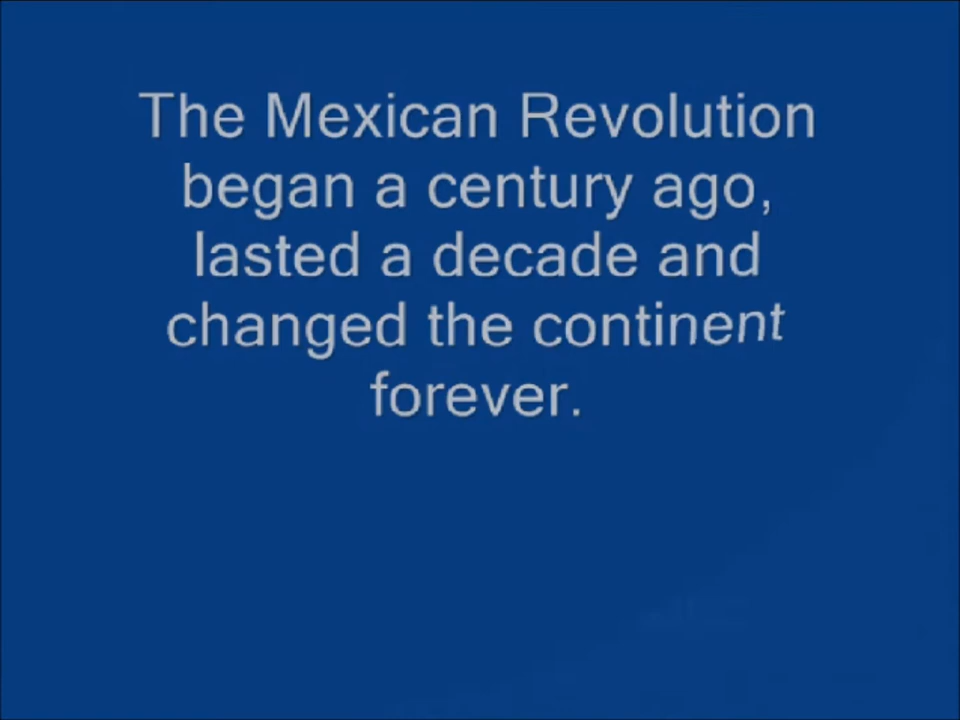 The Mexican Revolution
began a century ago,
lasted a decade and
changed the continent
forever.